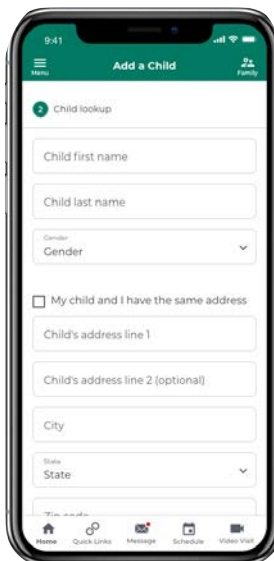 9:41
Menu Add a Child Family
2 Child lookup
Child first name
Child last name
Gender
Gender
My child and I have the same address
Child's address line 1
Child's address line 2 (optional)
City
State
State
Zip code
Home Quick Links Message Schedule Video Visit